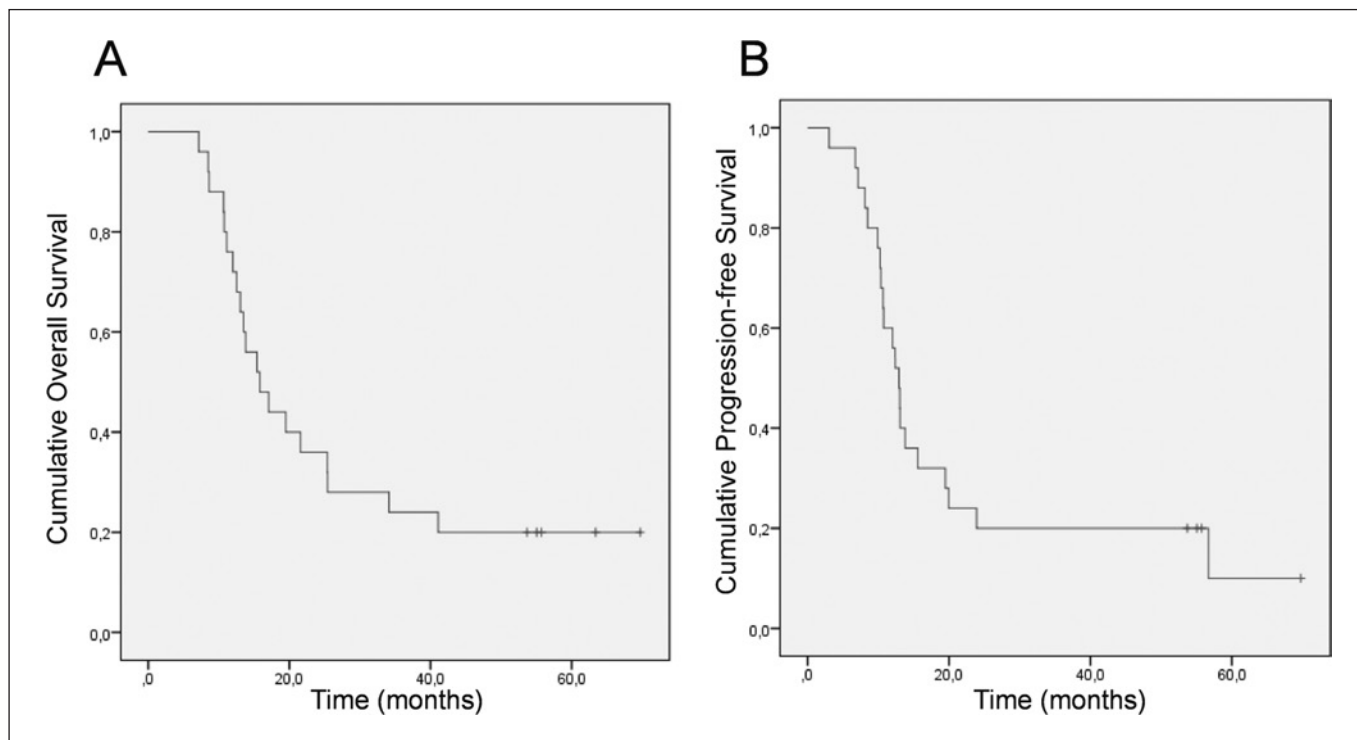 A
Cumulative Overall Survival
1,0
0,8
0,6
0,4
0,2
0,0
,0 20,0 40,0 60,0
Time (months)
B
Cumulative Progression-free Survival
1,0
0,8
0,6
0,4
0,2
0,0
,0 20,0 40,0 60,0
Time (months)